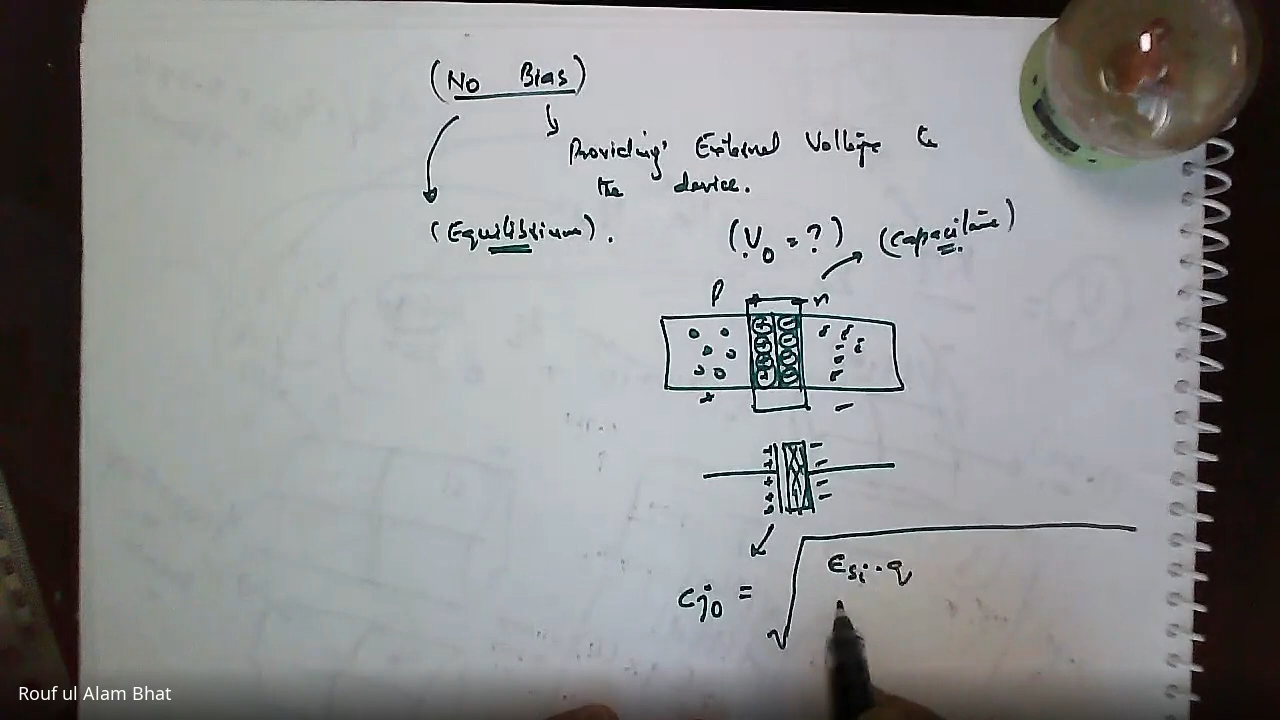 (No Bias)
Providing External Voltage to
the device.
(Equilibrium).
(V₀ = ?) (Capacitance)
P n
+ −
Cj₀ = √ ϵsi · q
Rouf ul Alam Bhat